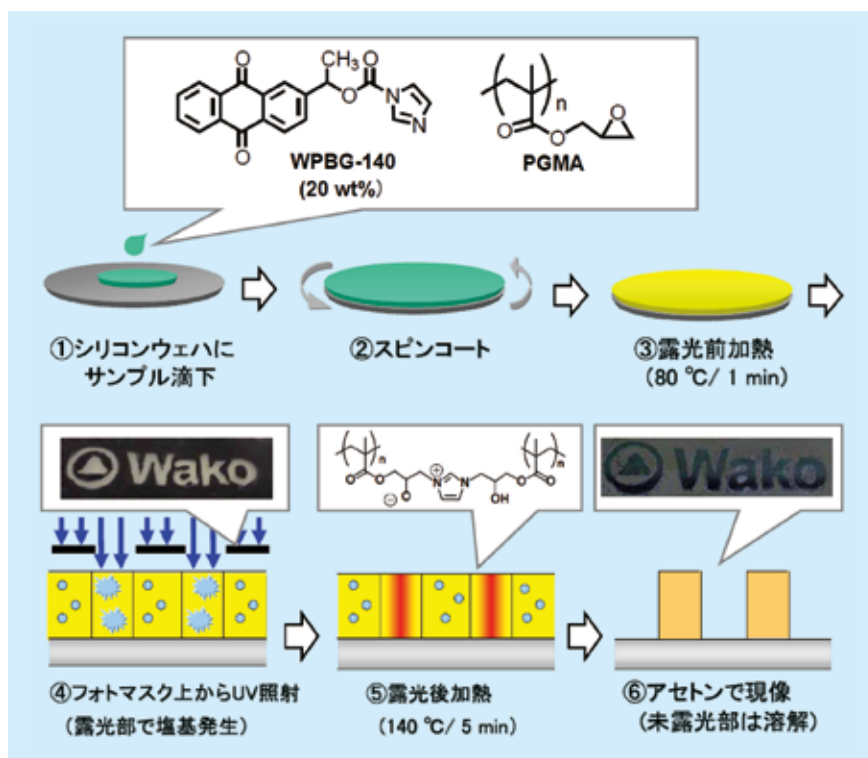 CH₃
O
O
O
O
N
N
WPBG-140
(20 wt%)
n
O
O
O
PGMA
①シリコンウェハに
サンプル滴下
②スピンコート
③露光前加熱
(80 ℃/ 1 min)
Wako
n
n
O
O
O
OH
O
O
N
N
+
−
Wako
④フォトマスク上からUV照射
(露光部で塩基発生)
⑤露光後加熱
(140 ℃/ 5 min)
⑥アセトンで現像
(未露光部は溶解)